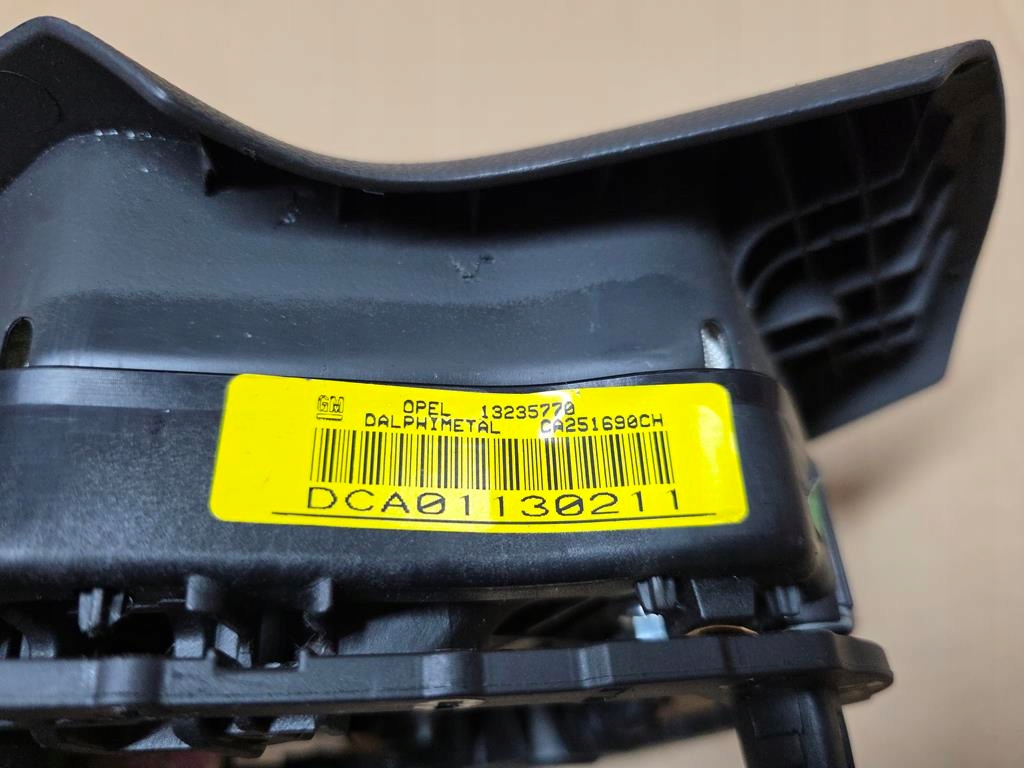 GM OPEL 13235770
DALPHIMETAL CA251690CH
DCA01130211